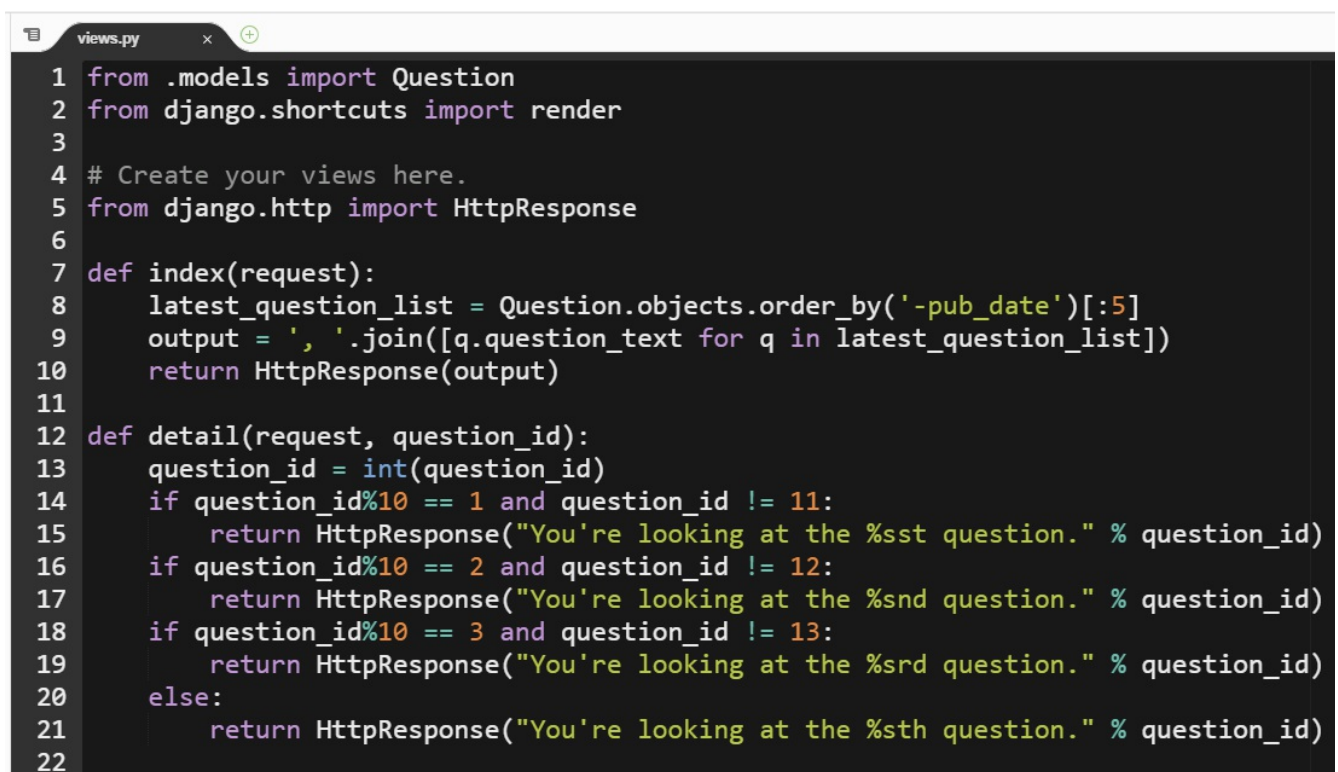 views.py ×
1 from .models import Question
2 from django.shortcuts import render
3
4 # Create your views here.
5 from django.http import HttpResponse
6
7 def index(request):
8     latest_question_list = Question.objects.order_by('-pub_date')[:5]
9     output = ', '.join([q.question_text for q in latest_question_list])
10     return HttpResponse(output)
11
12 def detail(request, question_id):
13     question_id = int(question_id)
14     if question_id%10 == 1 and question_id != 11:
15         return HttpResponse("You're looking at the %sst question." % question_id)
16     if question_id%10 == 2 and question_id != 12:
17         return HttpResponse("You're looking at the %snd question." % question_id)
18     if question_id%10 == 3 and question_id != 13:
19         return HttpResponse("You're looking at the %srd question." % question_id)
20     else:
21         return HttpResponse("You're looking at the %sth question." % question_id)
22